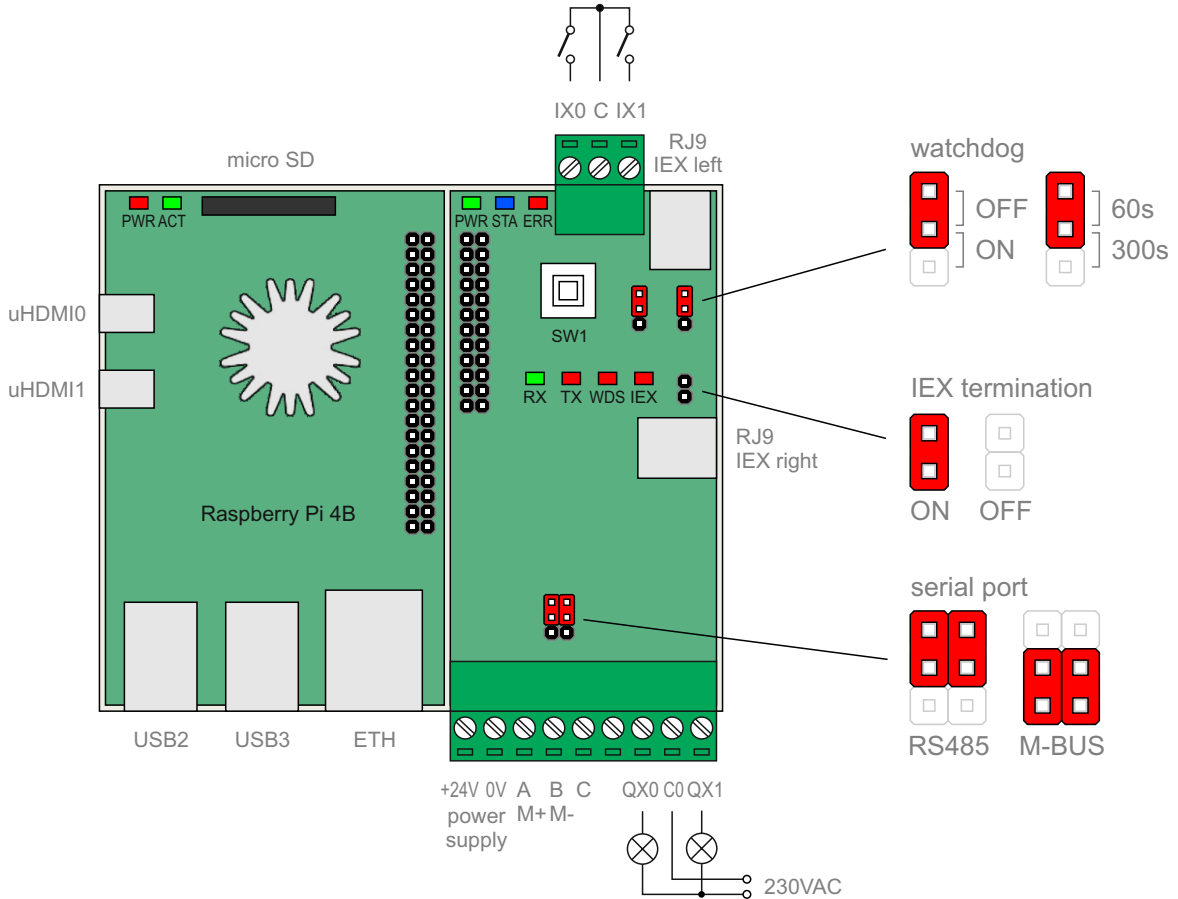 IX0 C IX1
RJ9
IEX left
micro SD
PWR ACT
PWR STA ERR
watchdog
OFF
ON
60s
300s
uHDMI0
uHDMI1
SW1
RX TX WDS IEX
RJ9
IEX right
IEX termination
ON OFF
Raspberry Pi 4B
serial port
RS485 M-BUS
USB2 USB3 ETH
+24V 0V A B C QX0 C0 QX1
power M+ M-
supply
230VAC